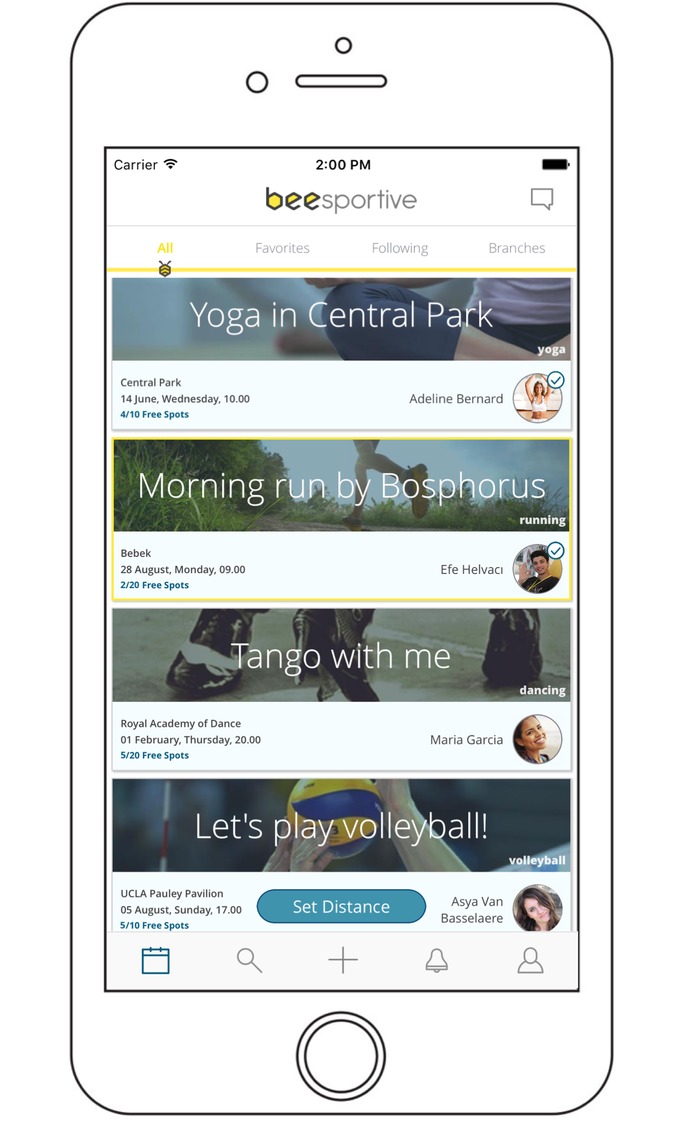 Carrier 2:00 PM
beesportive
All Favorites Following Branches
Yoga in Central Park
yoga
Central Park
14 June, Wednesday, 10.00
4/10 Free Spots
Adeline Bernard
Morning run by Bosphorus
running
Bebek
28 August, Monday, 09.00
2/20 Free Spots
Efe Helvacı
Tango with me
dancing
Royal Academy of Dance
01 February, Thursday, 20.00
5/20 Free Spots
Maria Garcia
Let's play volleyball!
volleyball
UCLA Pauley Pavilion
05 August, Sunday, 17.00
5/10 Free Spots
Set Distance
Asya Van
Basselaere